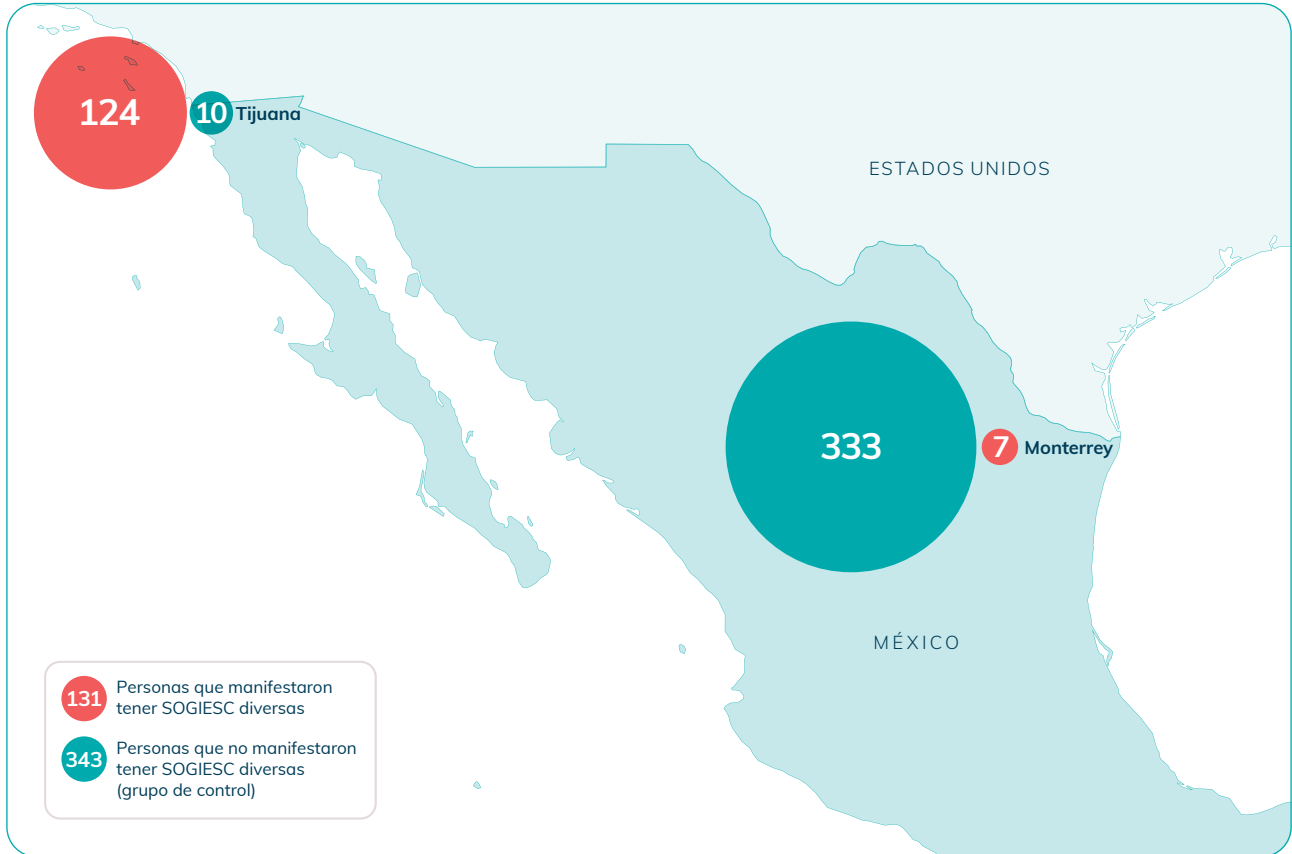 124
10 Tijuana
ESTADOS UNIDOS
333
7 Monterrey
MÉXICO
131 Personas que manifestaron
tener SOGIESC diversas
343 Personas que no manifestaron
tener SOGIESC diversas
(grupo de control)